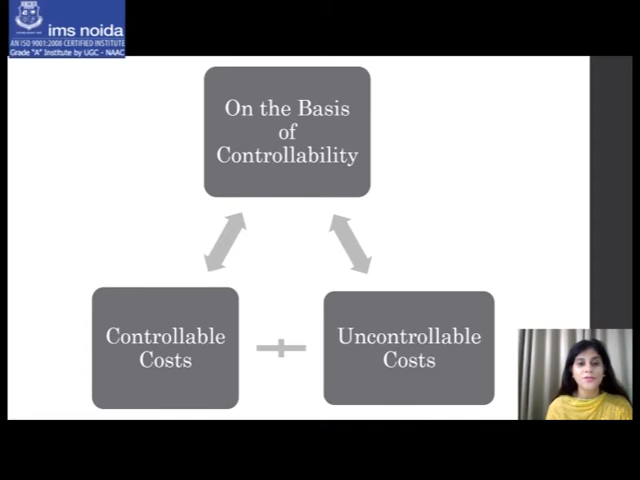 ims noida
AN ISO 9001:2008 CERTIFIED INSTITUTE
Grade "A" Institute by UGC - NAAC
On the Basis
of
Controllability
Controllable
Costs
Uncontrollable
Costs